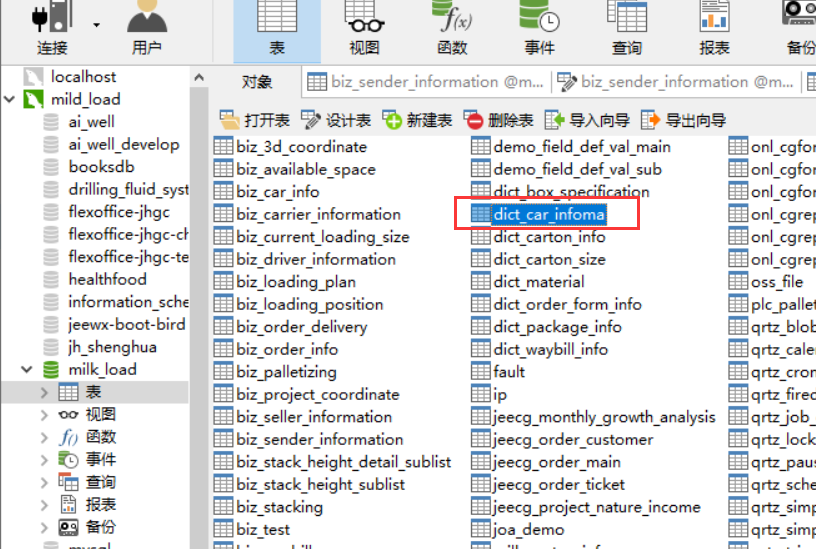 连接 用户 表 视图 函数 事件 查询 报表 备份
localhost
mild_load
ai_well
ai_well_develop
booksdb
drilling_fluid_syst
flexoffice-jhgc
flexoffice-jhgc-ch
flexoffice-jhgc-te
healthfood
information_sche
jeewx-boot-bird
jh_shenghua
milk_load
表
视图
函数
事件
查询
报表
备份
mysql
对象 biz_sender_information @m... biz_sender_information @m...
打开表 设计表 新建表 删除表 导入向导 导出向导
biz_3d_coordinate
biz_available_space
biz_car_info
biz_carrier_information
biz_current_loading_size
biz_driver_information
biz_loading_plan
biz_loading_position
biz_order_delivery
biz_order_info
biz_palletizing
biz_project_coordinate
biz_seller_information
biz_sender_information
biz_stack_height_detail_sublist
biz_stack_height_sublist
biz_stacking
biz_test
demo_field_def_val_main
demo_field_def_val_sub
dict_box_specification
dict_car_infoma
dict_carton_info
dict_carton_size
dict_material
dict_order_form_info
dict_package_info
dict_waybill_info
fault
ip
jeecg_monthly_growth_analysis
jeecg_order_customer
jeecg_order_main
jeecg_order_ticket
jeecg_project_nature_income
joa_demo
onl_cgforn
onl_cgforn
onl_cgforn
onl_cgrep
onl_cgrep
onl_cgrep
oss_file
plc_pallet
qrtz_blob
qrtz_caler
qrtz_cron
qrtz_firec
qrtz_job_
qrtz_lock
qrtz_paus
qrtz_sche
qrtz_simp
qrtz_simp